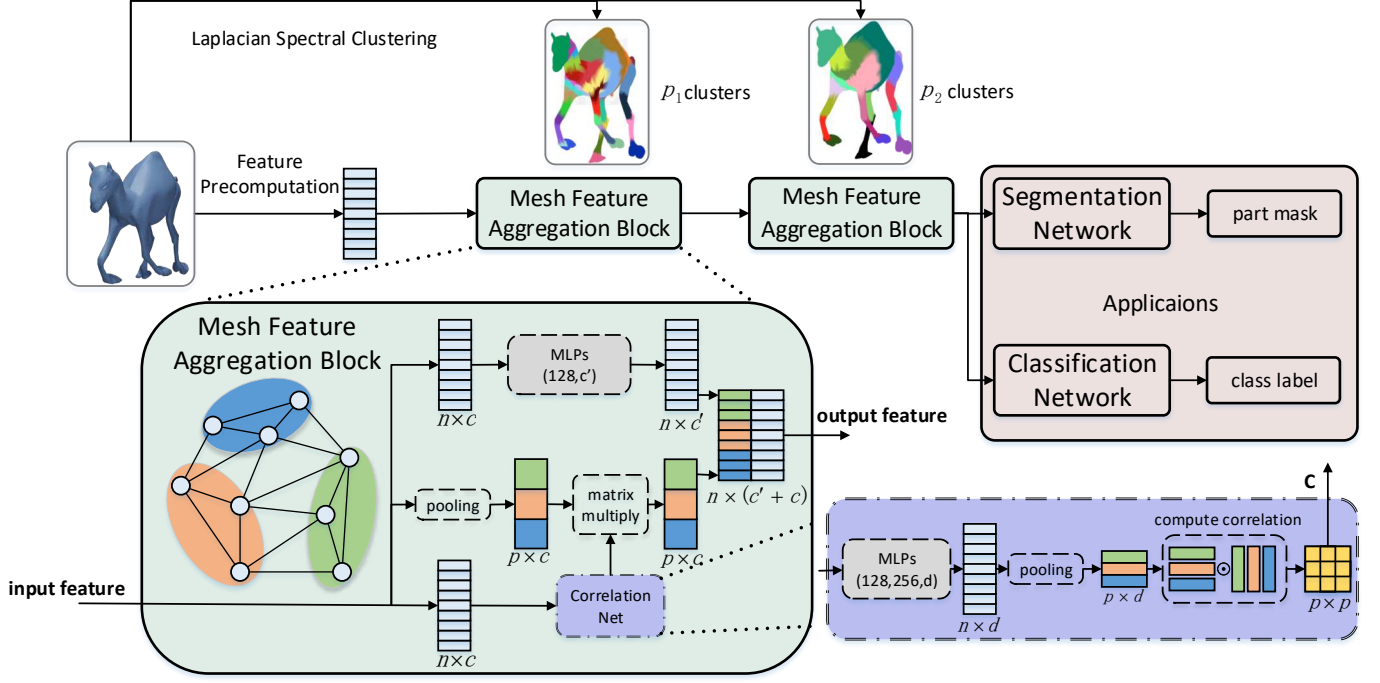 Laplacian Spectral Clustering
p1 clusters
p2 clusters
Feature
Precomputation
Mesh Feature
Aggregation Block
Mesh Feature
Aggregation Block
Segmentation
Network
part mask
Applicaions
Classification
Network
class label
Mesh Feature
Aggregation Block
MLPs
(128,c’)
n×c
n×c'
output feature
pooling
matrix
multiply
n×(c'+c)
p×c
p×c
input feature
Correlation
Net
n×c
C
compute correlation
MLPs
(128,256,d)
pooling
p×d
p×p
n×d